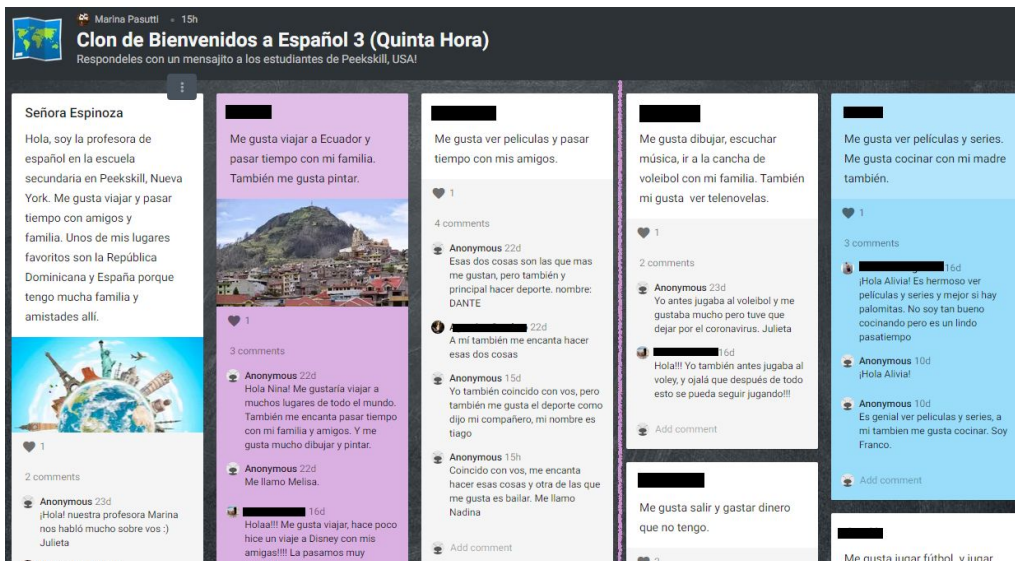 Marina Pasutti • 15h
Clon de Bienvenidos a Español 3 (Quinta Hora)
Respondeles con un mensajito a los estudiantes de Peekskill, USA!
Señora Espinoza
Hola, soy la profesora de
español en la escuela
secundaria en Peekskill, Nueva
York. Me gusta viajar y pasar
tiempo con amigos y
familia. Unos de mis lugares
favoritos son la República
Dominicana y España porque
tengo mucha familia y
amistades allí.
1
2 comments
Anonymous 23d
¡Hola! nuestra profesora Marina
nos habló mucho sobre vos :)
Julieta
Me gusta viajar a Ecuador y
pasar tiempo con mi familia.
También me gusta pintar.
1
3 comments
Anonymous 22d
Hola Nina! Me gustaría viajar a
muchos lugares de todo el mundo.
También me encanta pasar tiempo
con mi familia y amigos. Y me
gusta mucho dibujar y pintar.
Anonymous 22d
Me llamo Melisa.
16d
Holaa!!! Me gusta viajar, hace poco
hice un viaje a Disney con mis
amigas!!!! La pasamos muy
Me gusta ver peliculas y pasar
tiempo con mis amigos.
1
4 comments
Anonymous 22d
Esas dos cosas son las que mas
me gustan, pero también y
principal hacer deporte. nombre:
DANTE
22d
A mí también me encanta hacer
esas dos cosas
Anonymous 15d
Yo también coincido con vos, pero
también me gusta el deporte como
dijo mi compañero, mi nombre es
tiago
Anonymous 15h
Coincido con vos, me encanta
hacer esas cosas y otra de las que
me gusta es bailar. Me llamo
Nadina
Add comment
Me gusta dibujar, escuchar
música, ir a la cancha de
voleibol con mi familia. También
mi gusta ver telenovelas.
1
2 comments
Anonymous 23d
Yo antes jugaba al voleibol y me
gustaba mucho pero tuve que
dejar por el coronavirus. Julieta
16d
Hola!!! Yo también antes jugaba al
voley, y ojalá que después de todo
esto se pueda seguir jugando!!!
Add comment
Me gusta salir y gastar dinero
que no tengo.
Me gusta ver películas y series.
Me gusta cocinar con mi madre
también.
1
3 comments
16d
¡Hola Alivia! Es hermoso ver
películas y series y mejor si hay
palomitas. No soy tan bueno
cocinando pero es un lindo
pasatiempo
Anonymous 10d
¡Hola Alivia!
Anonymous 10d
Es genial ver peliculas y series, a
mi tambien me gusta cocinar. Soy
Franco.
Add comment
Me gusta jugar fútbol, y jugar